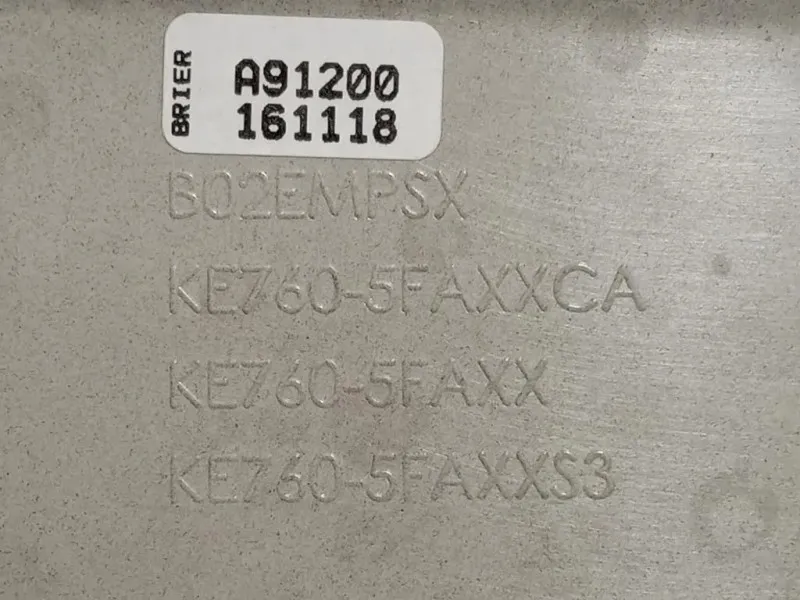 BRIER
A91200
161118
B02EMPSX
KE760-5FAXXCA
KE760-5FAXX
KE760-5FAXXS3